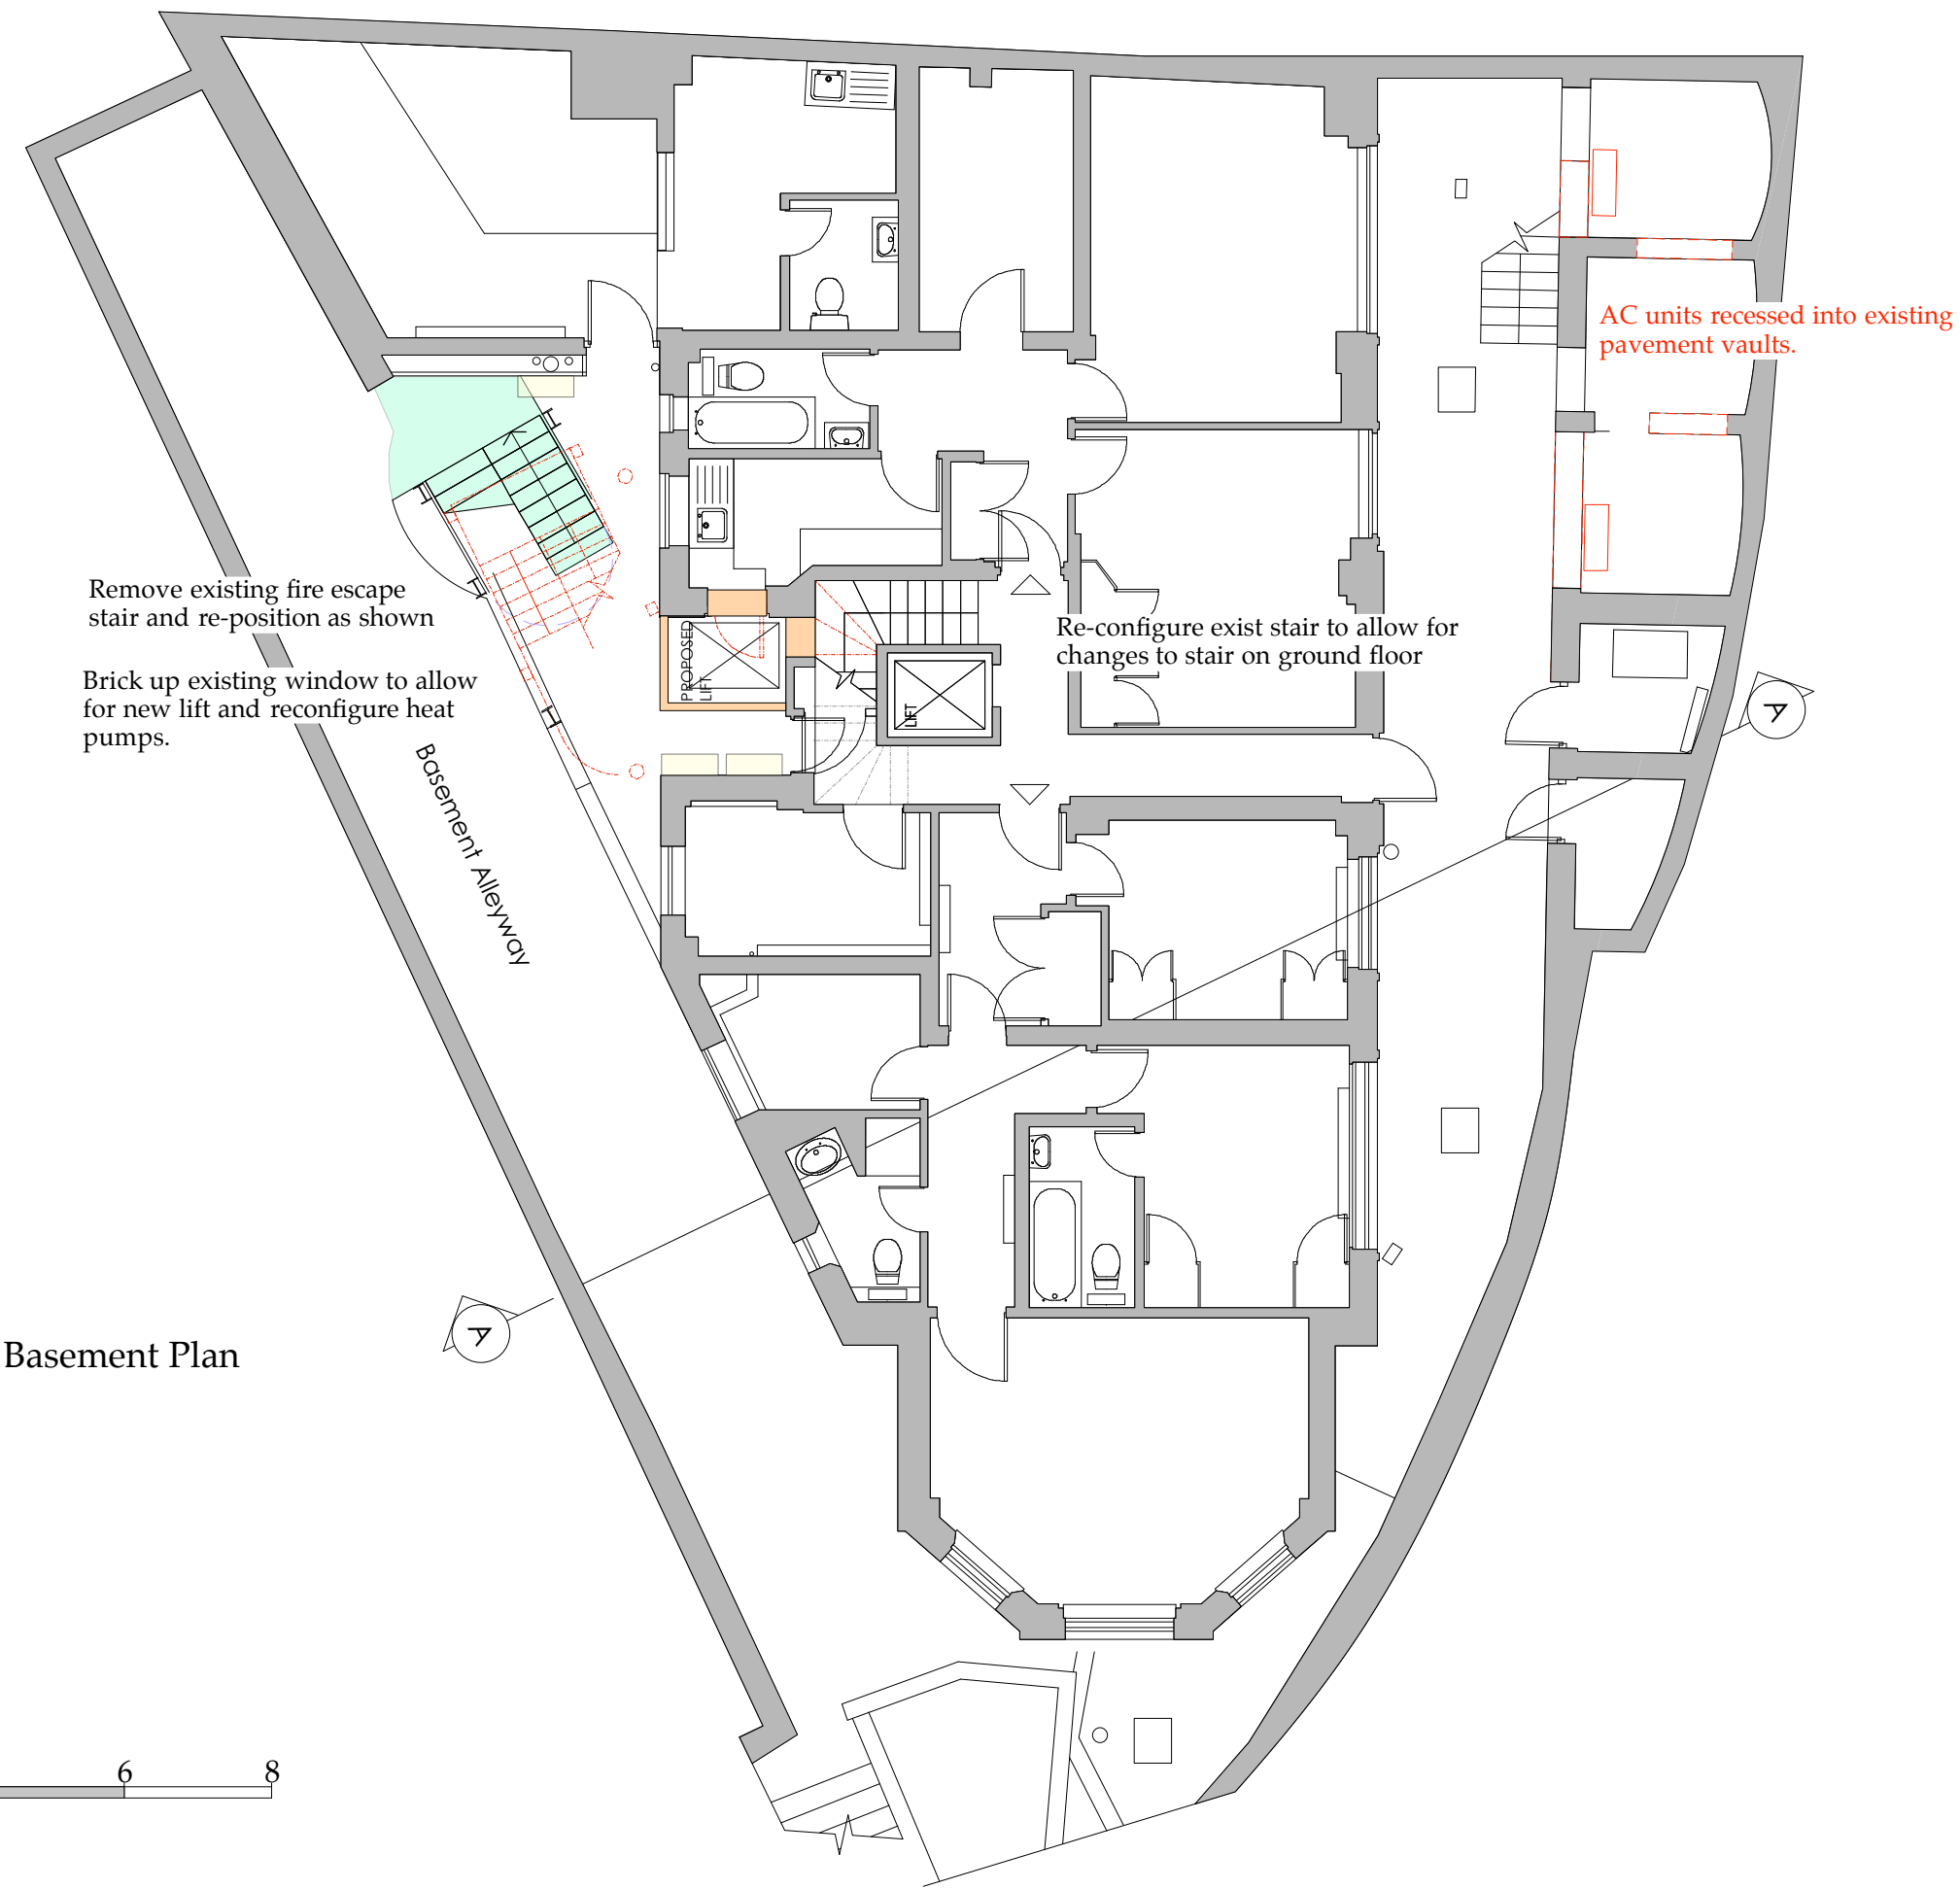 AC units recessed into existing
pavement vaults.
Remove existing fire escape
stair and re-position as shown
Re-configure exist stair to allow for
changes to stair on ground floor
PROPOSED
LIFT
LIFT
Brick up existing window to allow
for new lift and reconfigure heat
pumps.
A
Basement Alleyway
A
Basement Plan
6
8